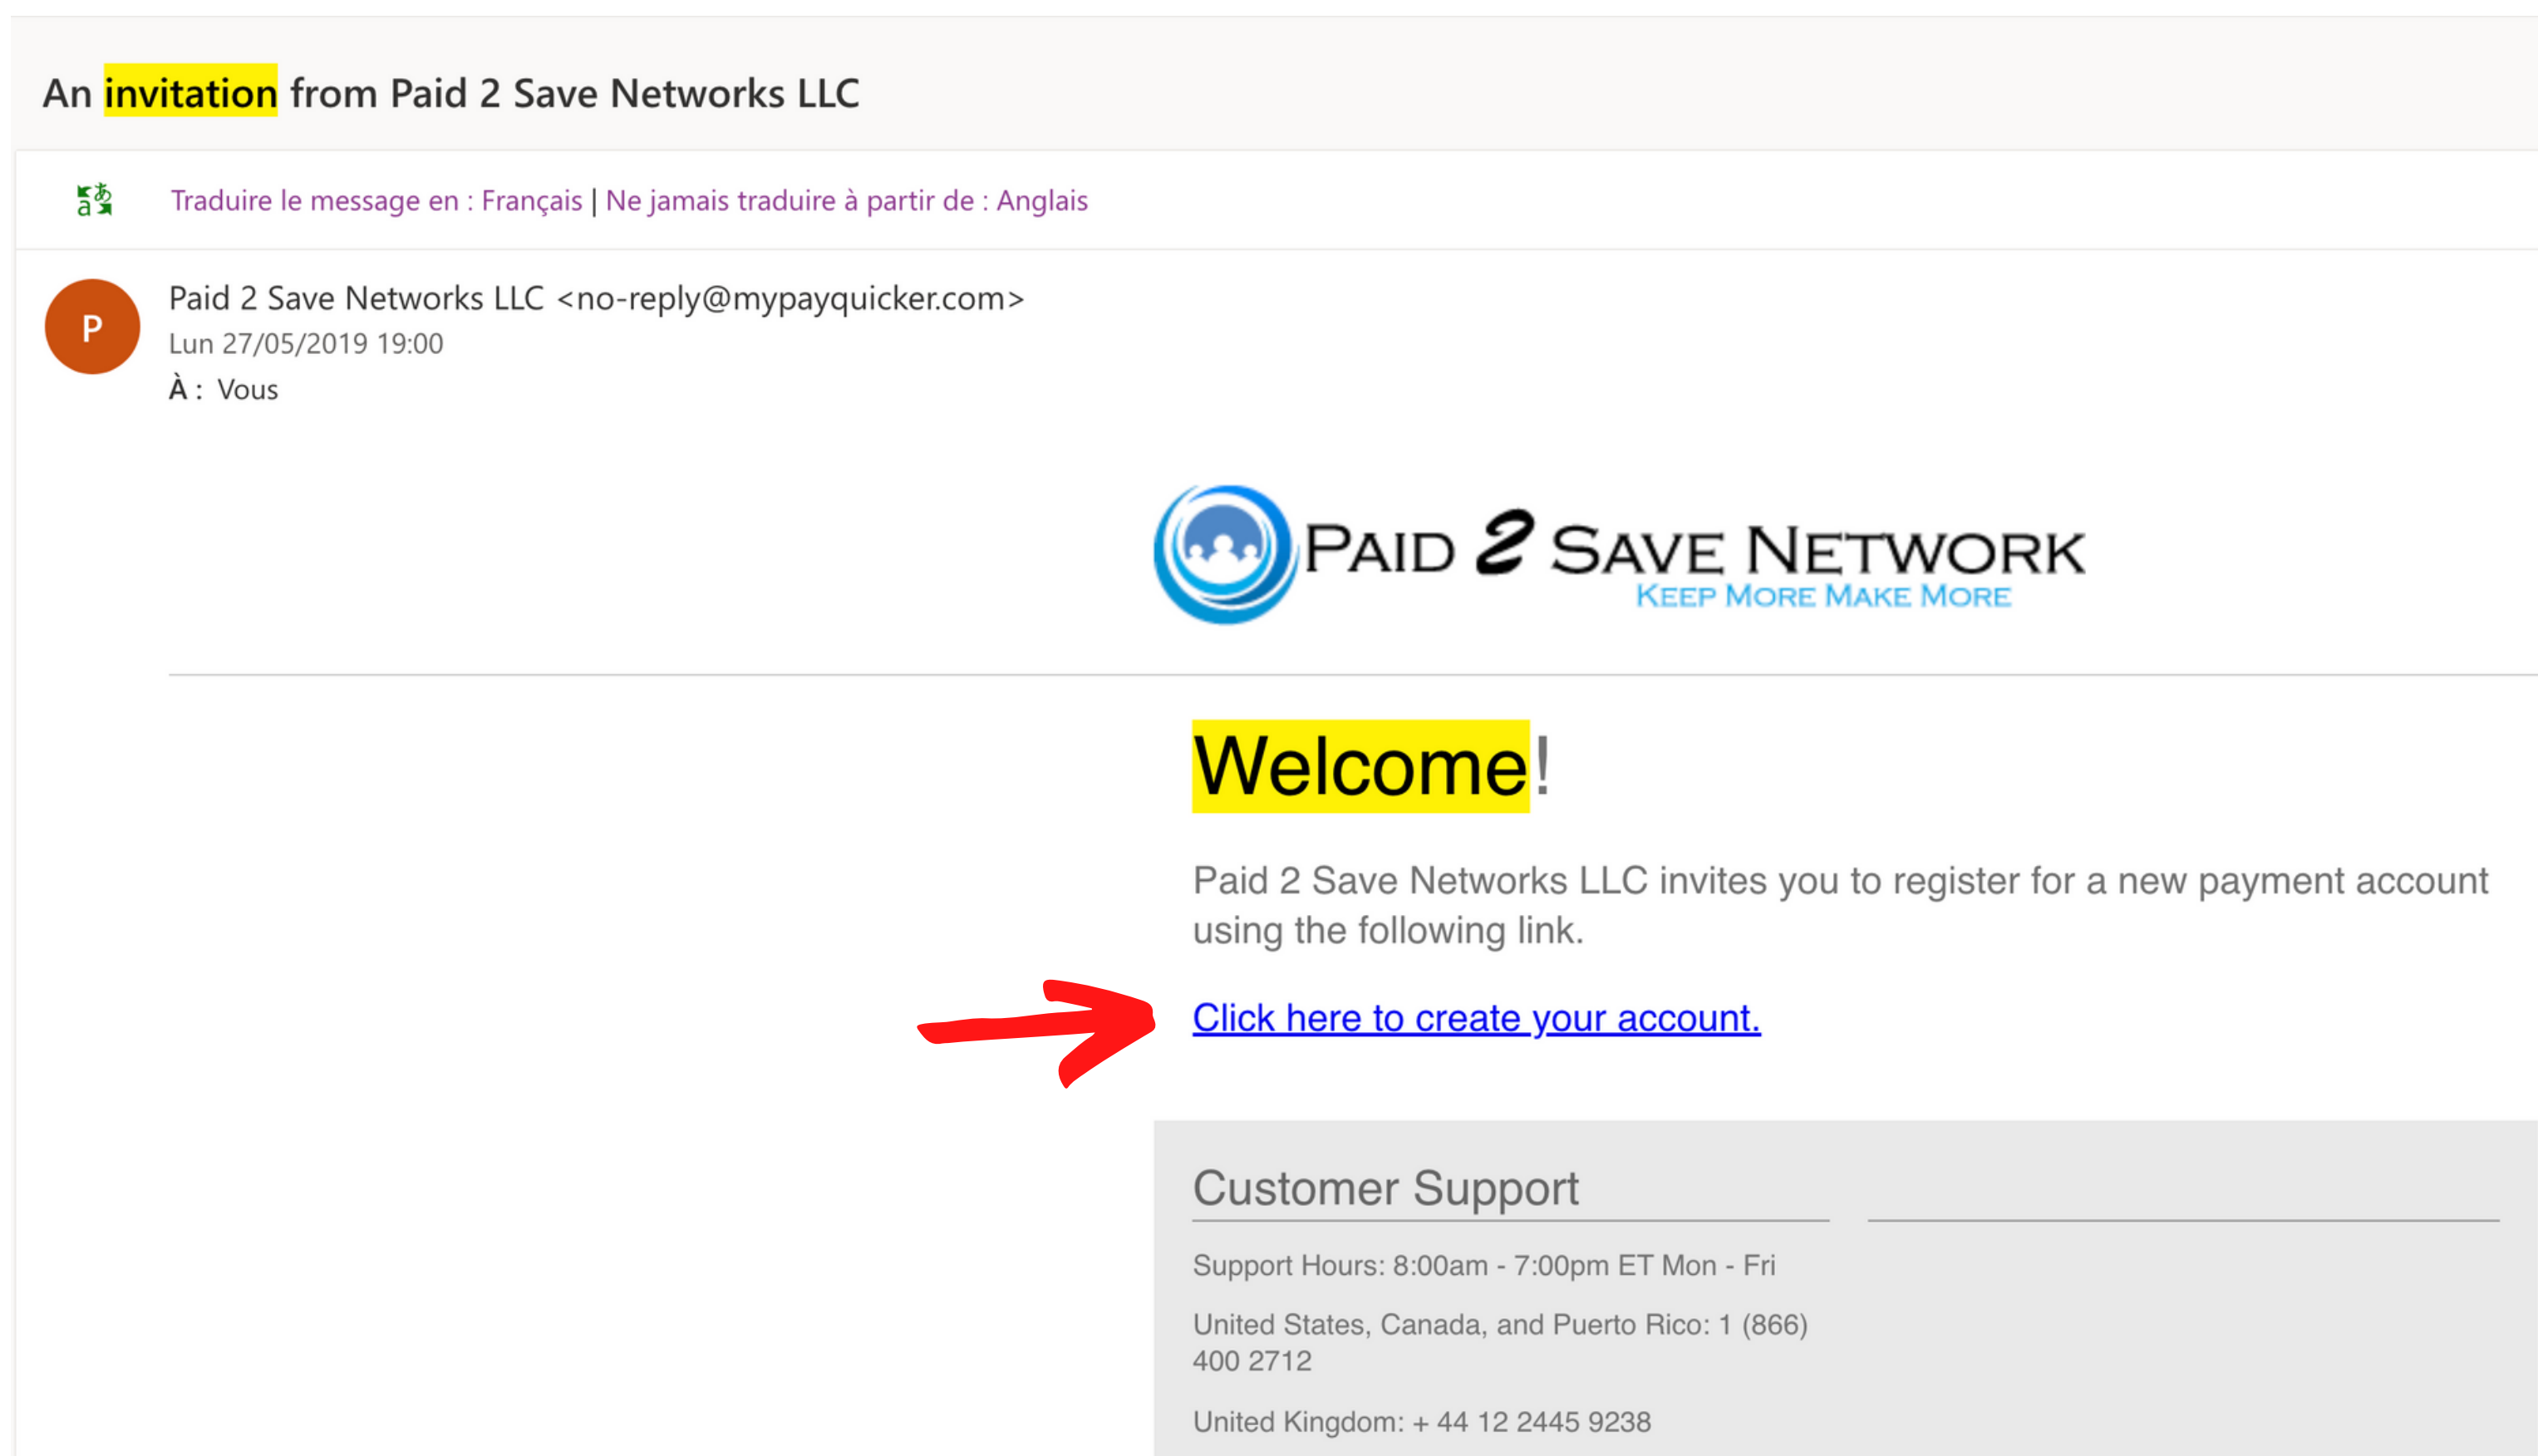 An invitation from Paid 2 Save Networks LLC
Traduire le message en : Français | Ne jamais traduire à partir de : Anglais
P
Paid 2 Save Networks LLC <no-reply@mypayquicker.com>
Lun 27/05/2019 19:00
À : Vous
PAID 2 SAVE NETWORK
KEEP MORE MAKE MORE
Welcome!
Paid 2 Save Networks LLC invites you to register for a new payment account
using the following link.
Click here to create your account.
Customer Support
Support Hours: 8:00am - 7:00pm ET Mon - Fri
United States, Canada, and Puerto Rico: 1 (866)
400 2712
United Kingdom: + 44 12 2445 9238